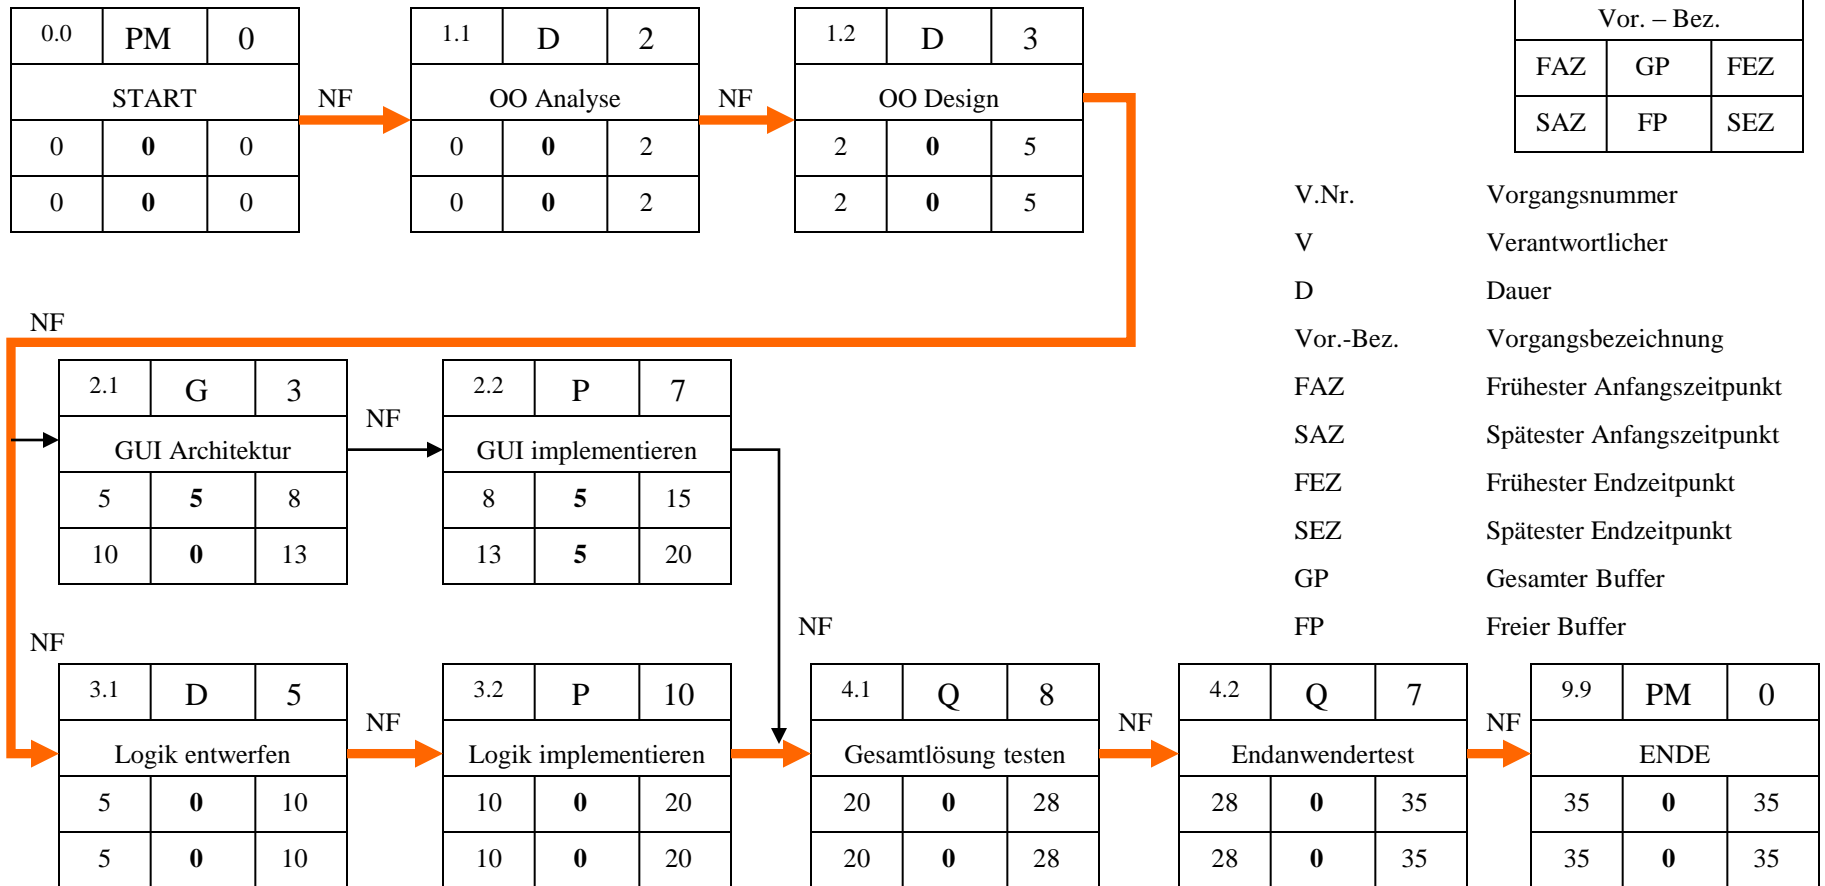 0.0 PM 0
START
0 0 0
0 0 0
NF
1.1 D 2
OO Analyse
0 0 2
0 0 2
NF
1.2 D 3
OO Design
2 0 5
2 0 5
Vor. – Bez.
FAZ GP FEZ
SAZ FP SEZ
V.Nr. Vorgangsnummer
V Verantwortlicher
D Dauer
Vor.-Bez. Vorgangsbezeichnung
FAZ Frühester Anfangszeitpunkt
SAZ Spätester Anfangszeitpunkt
FEZ Frühester Endzeitpunkt
SEZ Spätester Endzeitpunkt
GP Gesamter Buffer
FP Freier Buffer
NF
2.1 G 3
GUI Architektur
5 5 8
10 0 13
NF
2.2 P 7
GUI implementieren
8 5 15
13 5 20
NF
NF
3.1 D 5
Logik entwerfen
5 0 10
5 0 10
NF
3.2 P 10
Logik implementieren
10 0 20
10 0 20
4.1 Q 8
Gesamtlösung testen
20 0 28
20 0 28
NF
4.2 Q 7
Endanwendertest
28 0 35
28 0 35
NF
9.9 PM 0
ENDE
35 0 35
35 0 35